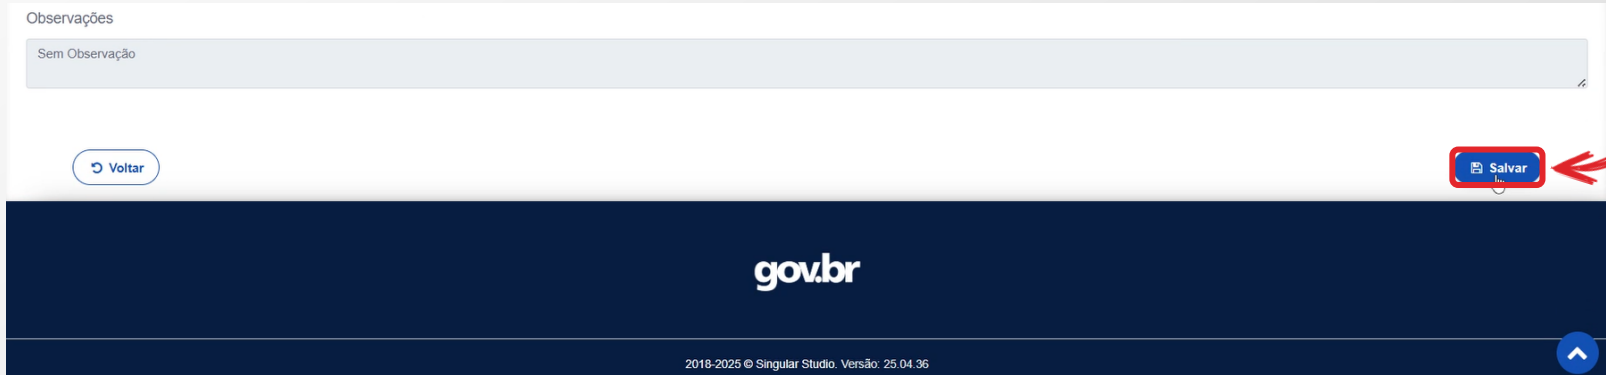 Observações
Sem Observação
Voltar
Salvar
gov.br
2018-2025 © Singular Studio. Versão: 25.04.36